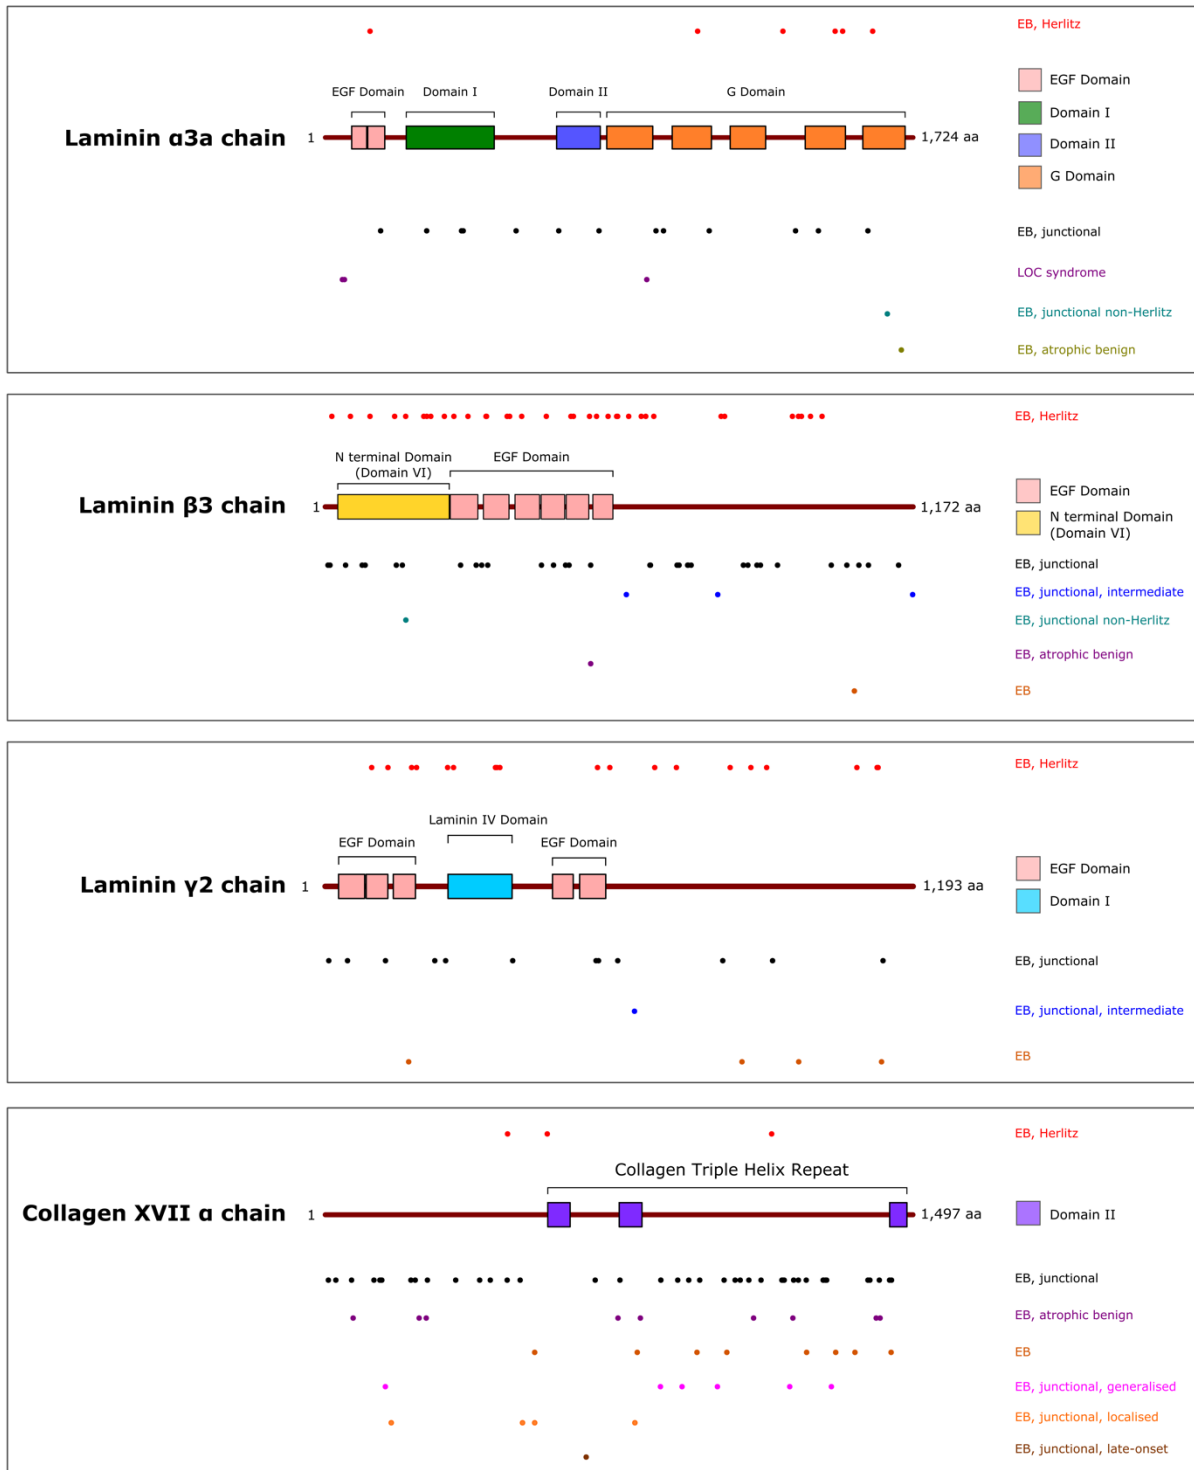 EB, Herlitz
EGF Domain
Domain I
Domain II
G Domain
EGF Domain
Domain I
Laminin α3a chain
1
1,724 aa
Domain II
G Domain
EB, junctional
LOC syndrome
EB, junctional non-Herlitz
EB, atrophic benign
EB, Herlitz
N terminal Domain
(Domain VI)
EGF Domain
Laminin β3 chain
1
1,172 aa
EGF Domain
N terminal Domain
(Domain VI)
EB, junctional
EB, junctional, intermediate
EB, junctional non-Herlitz
EB, atrophic benign
EB
EB, Herlitz
Laminin IV Domain
EGF Domain
EGF Domain
Laminin γ2 chain
1
1,193 aa
EGF Domain
Domain I
EB, junctional
EB, junctional, intermediate
EB
EB, Herlitz
Collagen Triple Helix Repeat
Collagen XVII α chain
1
1,497 aa
Domain II
EB, junctional
EB, atrophic benign
EB
EB, junctional, generalised
EB, junctional, localised
EB, junctional, late-onset